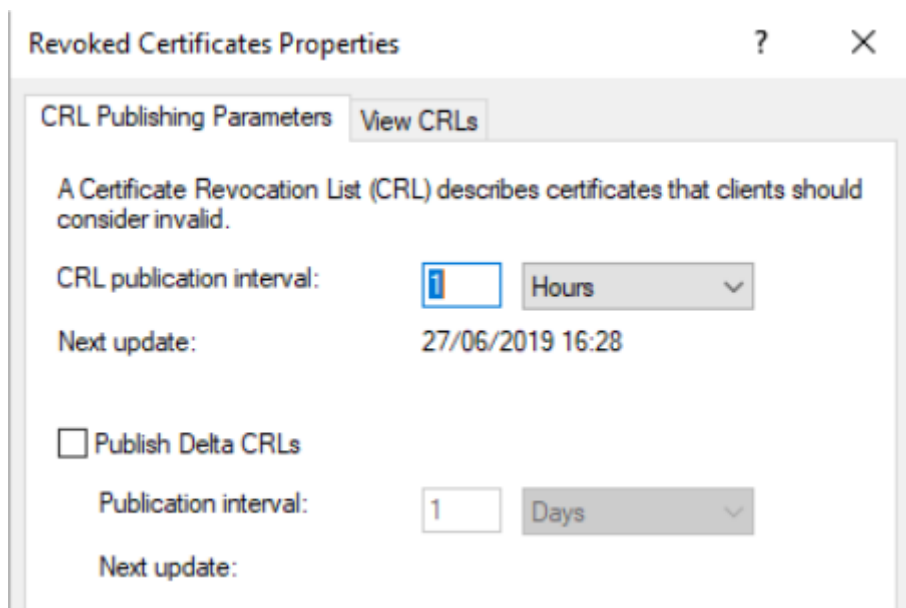 Revoked Certificates Properties ? ×
CRL Publishing Parameters View CRLs
A Certificate Revocation List (CRL) describes certificates that clients should
consider invalid.
CRL publication interval: 1 Hours
Next update: 27/06/2019 16:28
Publish Delta CRLs
Publication interval: 1 Days
Next update: